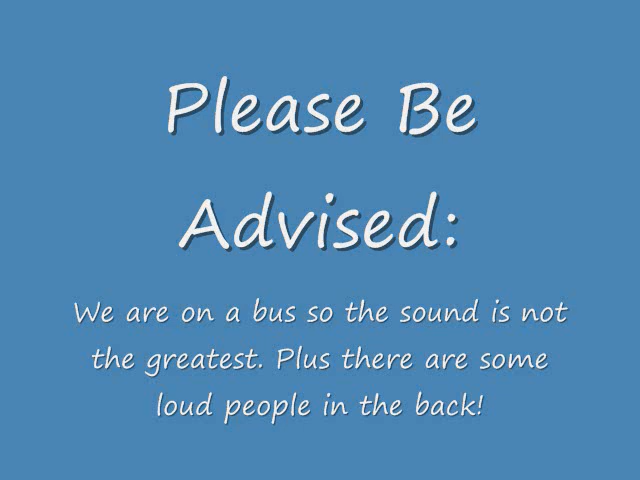 Please Be
Advised:
We are on a bus so the sound is not
the greatest. Plus there are some
loud people in the back!